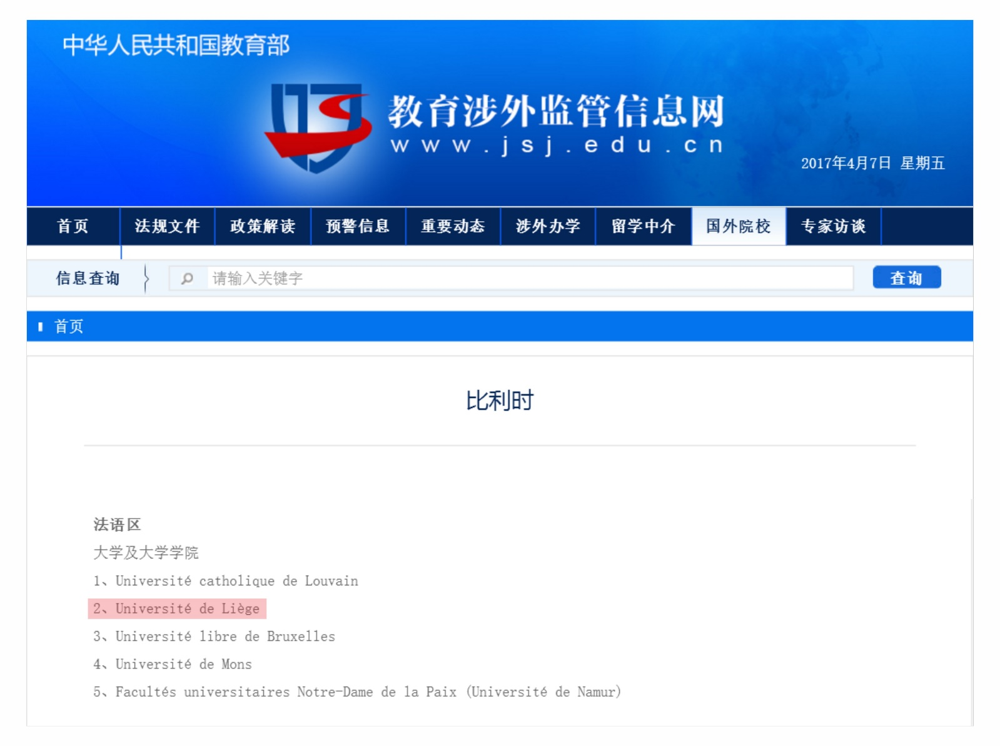 中华人民共和国教育部
教育涉外监管信息网
www.jsj.edu.cn
2017年4月7日 星期五
首页 法规文件 政策解读 预警信息 重要动态 涉外办学 留学中介 国外院校 专家访谈
信息查询 请输入关键字 查询
首页
比利时
法语区
大学及大学学院
1、Université catholique de Louvain
2、Université de Liège
3、Université libre de Bruxelles
4、Université de Mons
5、Facultés universitaires Notre-Dame de la Paix (Université de Namur)